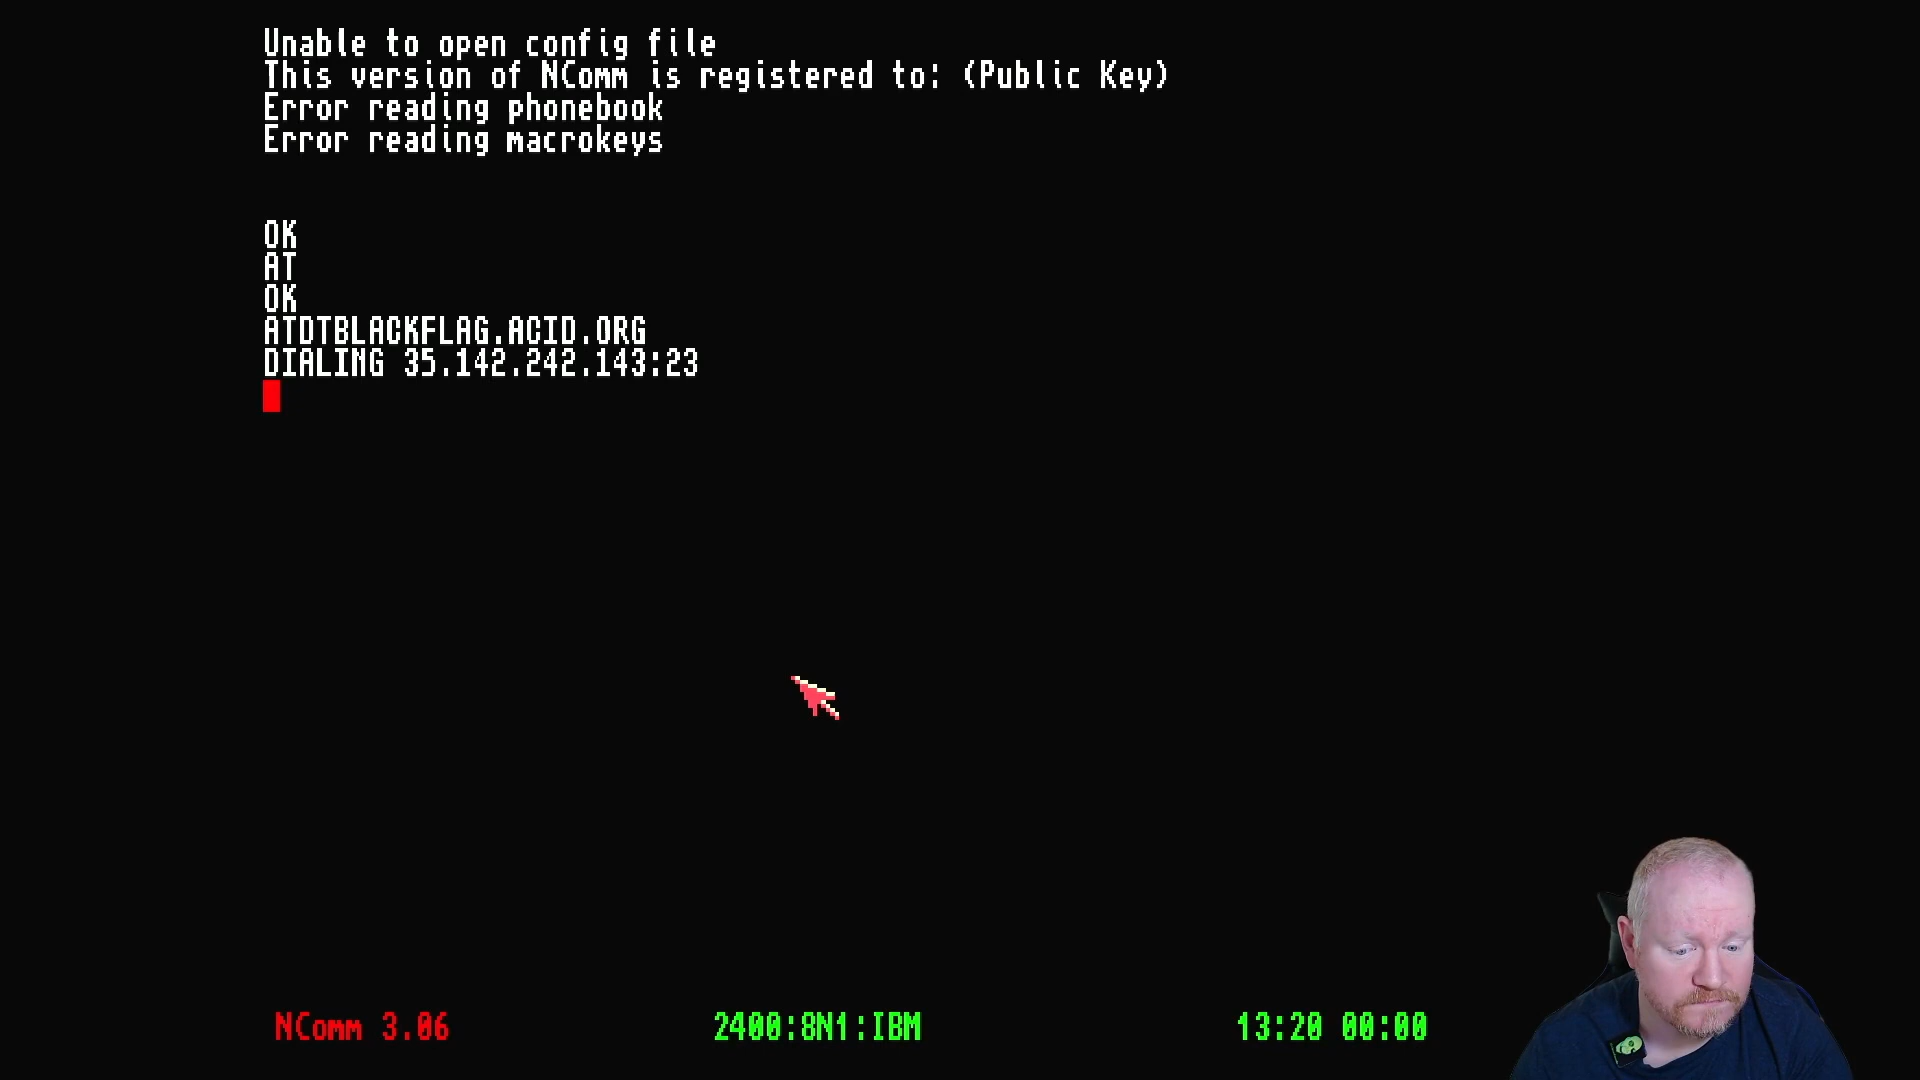 Unable to open config file
This version of NComm is registered to: (Public Key)
Error reading phonebook
Error reading macrokeys
OK
AT
OK
ATDTBLACKFLAG.ACID.ORG
DIALING 35.142.242.143:23
NComm 3.06 2400:8N1:IBM 13:20 00:00